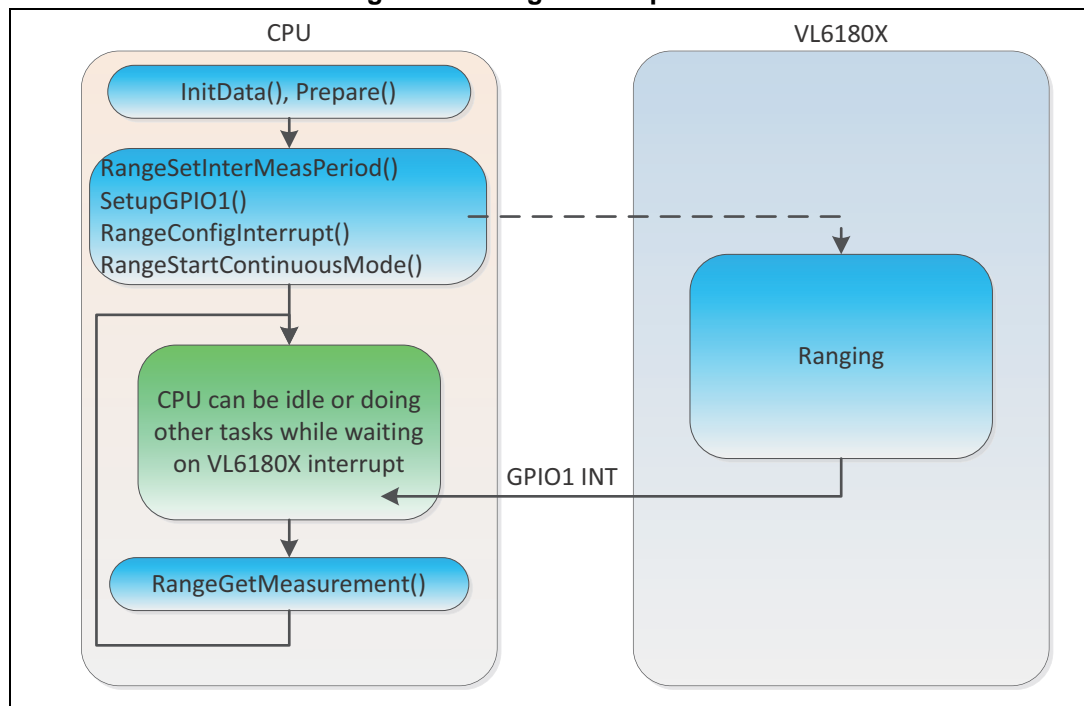 CPU
VL6180X
InitData(), Prepare()
RangeSetInterMeasPeriod()
SetupGPIO1()
RangeConfigInterrupt()
RangeStartContinuousMode()
Ranging
CPU can be idle or doing
other tasks while waiting
on VL6180X interrupt
GPIO1 INT
RangeGetMeasurement()